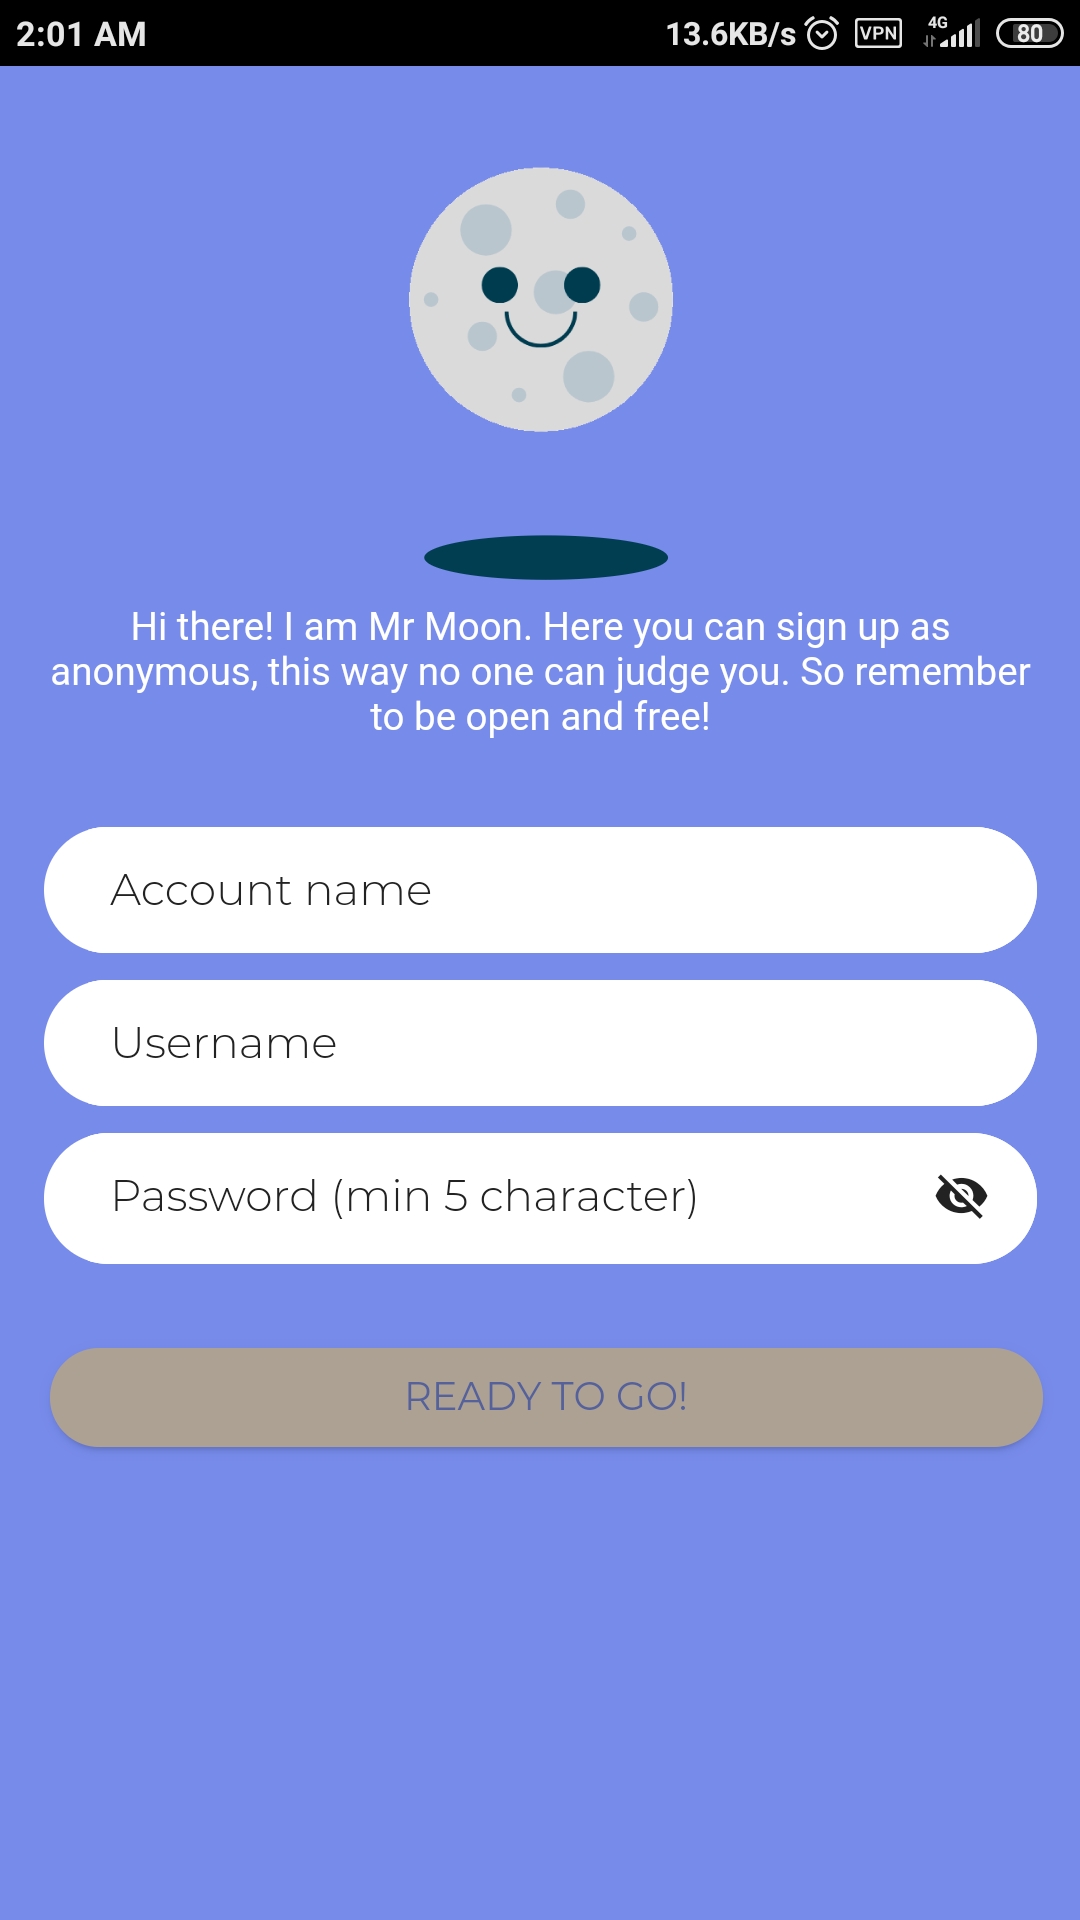 2:01 AM 13.6KB/s VPN 4G 80
Hi there! I am Mr Moon. Here you can sign up as
anonymous, this way no one can judge you. So remember
to be open and free!
Account name
Username
Password (min 5 character)
READY TO GO!